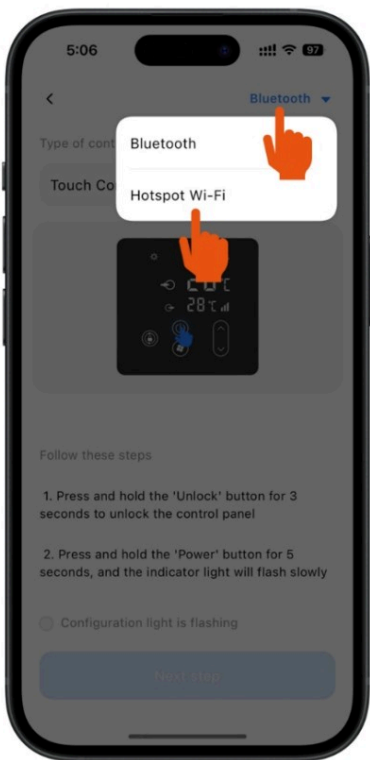 5:06
97
Bluetooth
Type of cont
Bluetooth
Touch Co
Hotspot Wi-Fi
28℃
Follow these steps
1. Press and hold the 'Unlock' button for 3
seconds to unlock the control panel
2. Press and hold the 'Power' button for 5
seconds, and the indicator light will flash slowly
Configuration light is flashing
Next step